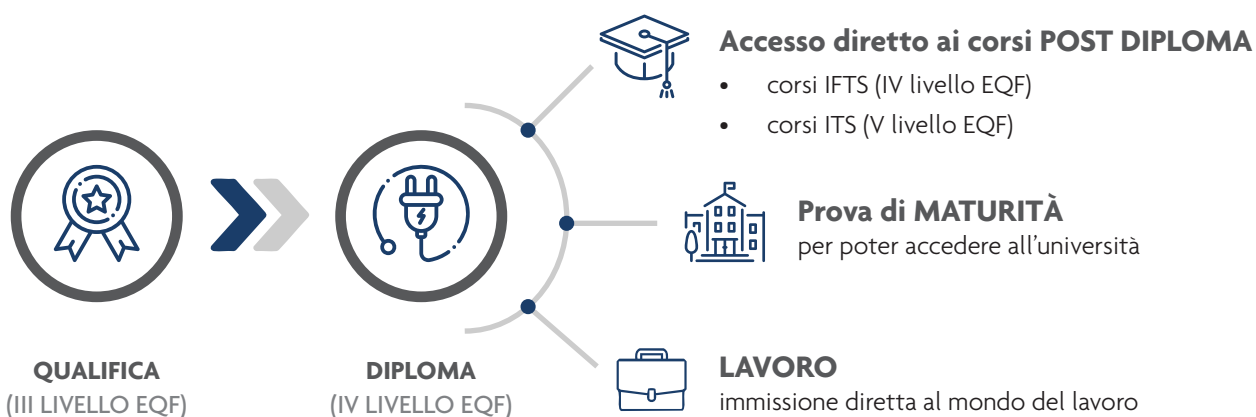 QUALIFICA
(III LIVELLO EQF)
DIPLOMA
(IV LIVELLO EQF)
Accesso diretto ai corsi POST DIPLOMA
• corsi IFTS (IV livello EQF)
• corsi ITS (V livello EQF)
Prova di MATURITÀ
per poter accedere all'università
LAVORO
immissione diretta al mondo del lavoro